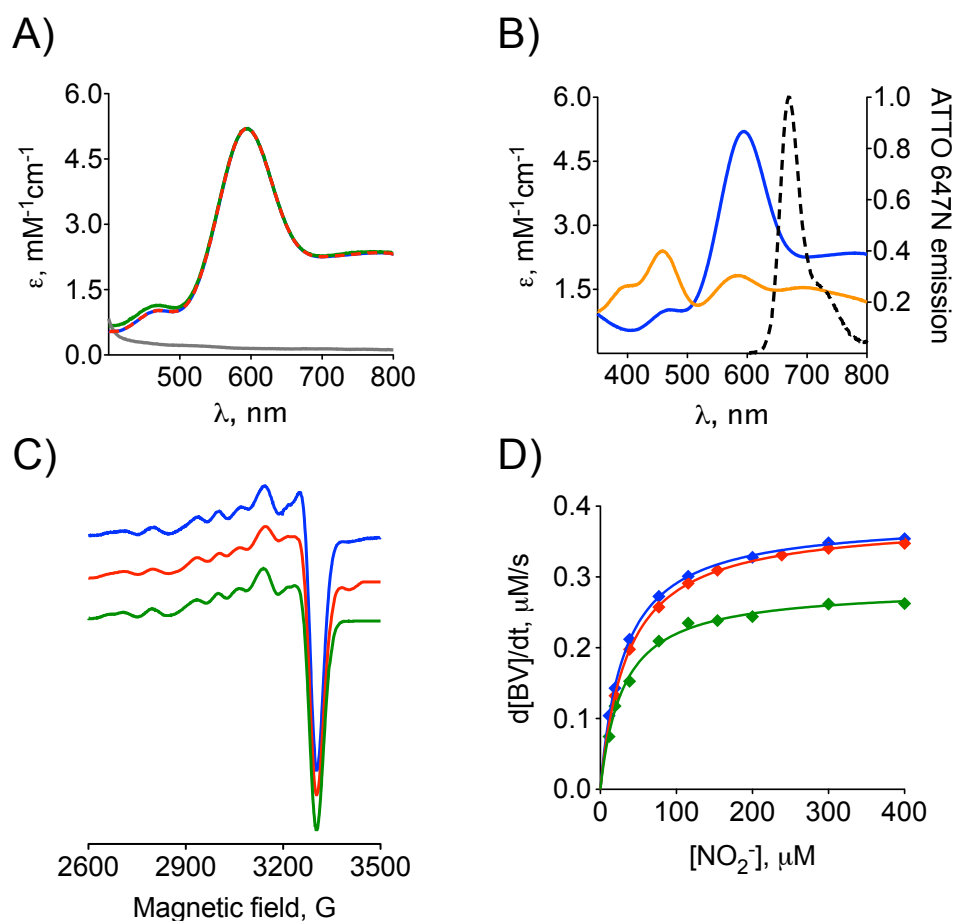 A)
6.0
4.5
3.0
1.5
0.0
500 600 700 800
λ, nm
ε, mM⁻¹cm⁻¹
B)
6.0
4.5
3.0
1.5
1.0
0.8
0.6
0.4
0.2
400 500 600 700 800
λ, nm
ε, mM⁻¹cm⁻¹
ATTO 647N emission
C)
2600 2900 3200 3500
Magnetic field, G
D)
0.4
0.3
0.2
0.1
0.0
0 100 200 300 400
[NO₂⁻], μM
d[BV]/dt, μM/s